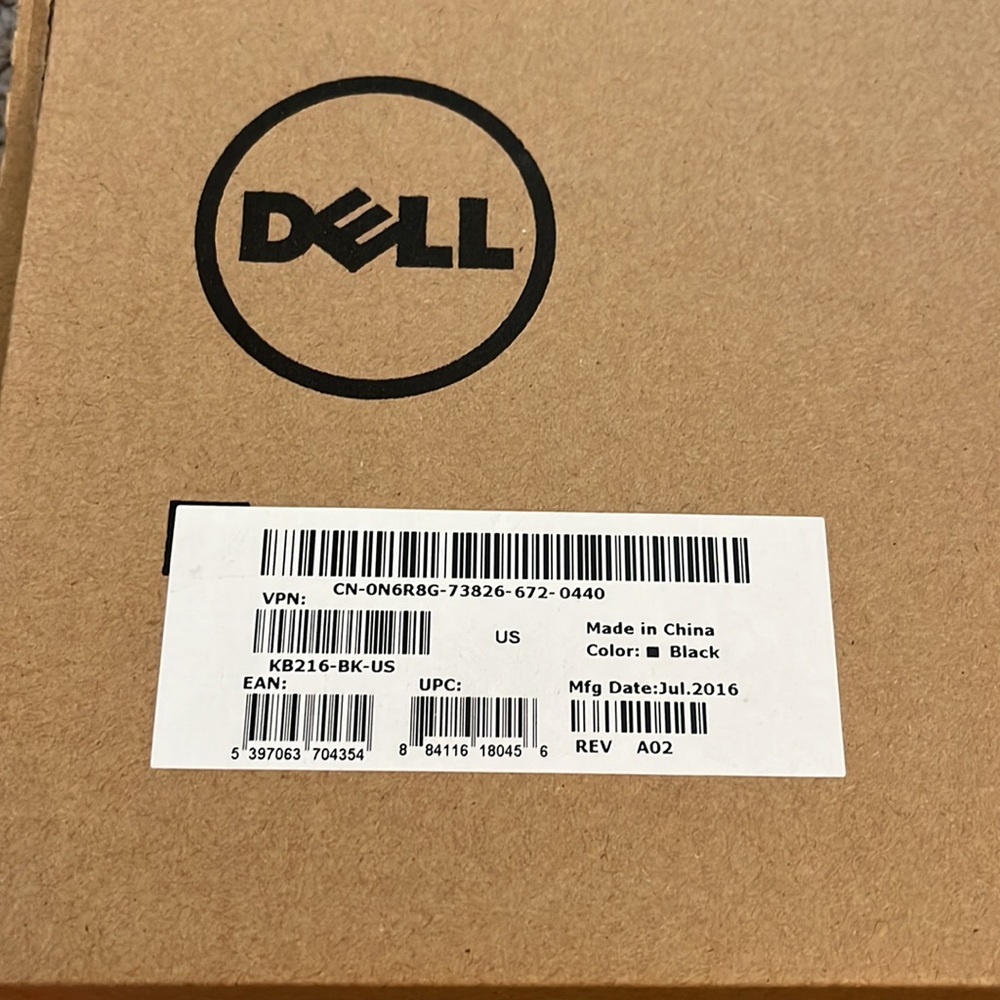 DELL
CN-0N6R8G-73826-672-0440
VPN:
KB216-BK-US
US
Made in China
Color: ■ Black
EAN:
5 397063 704354
UPC:
8 84116 18045 6
Mfg Date:Jul.2016
REV A02